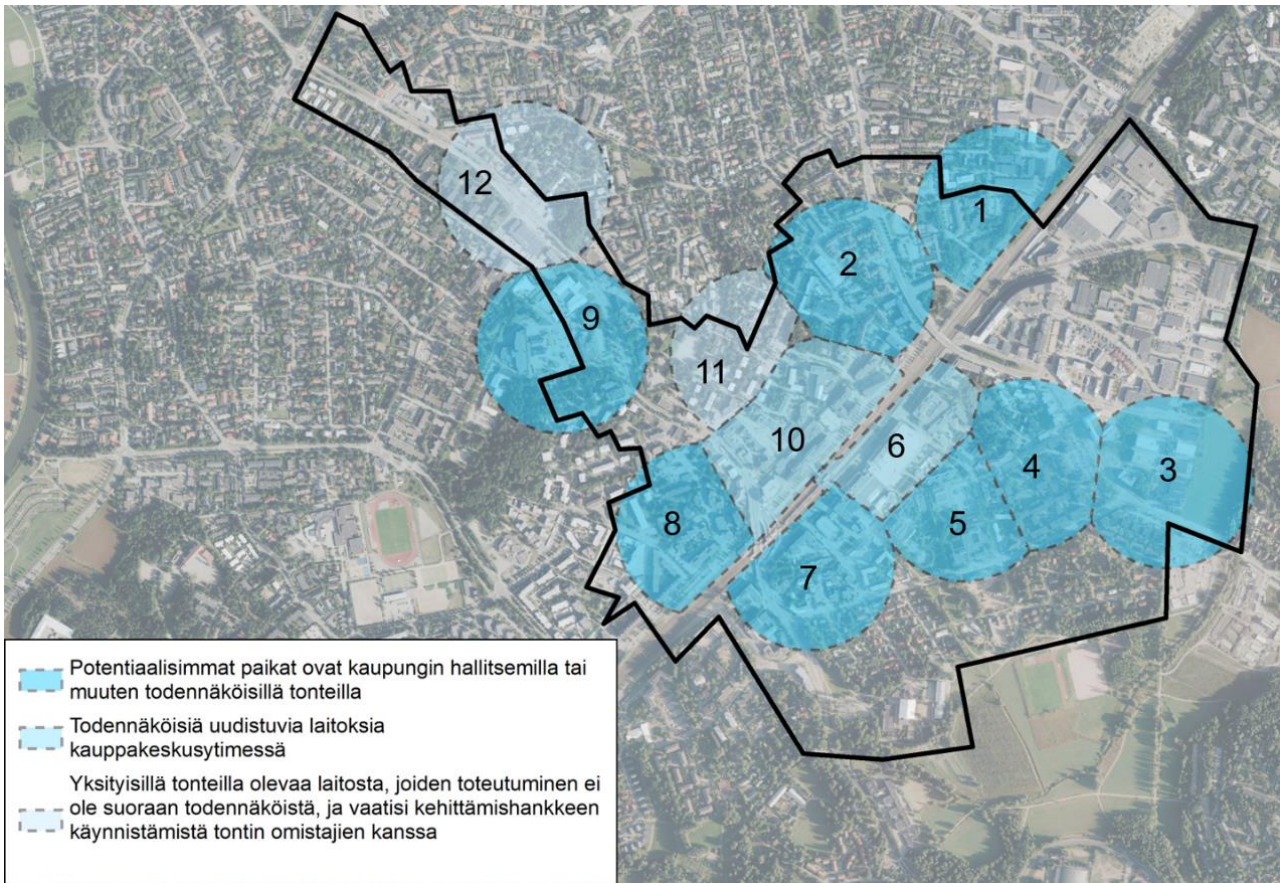 12
1
2
9
11
10
6
4
3
8
5
7
Potentiaalisimmat paikat ovat kaupungin hallitsemilla tai
muuten todennäköisillä tonteilla
Todennäköisiä uudistuvia laitoksia
kauppakeskusytimessä
Yksityisillä tonteilla olevaa laitosta, joiden toteutuminen ei
ole suoraan todennäköistä, ja vaatisi kehittämishankkeen
käynnistämistä tontin omistajien kanssa